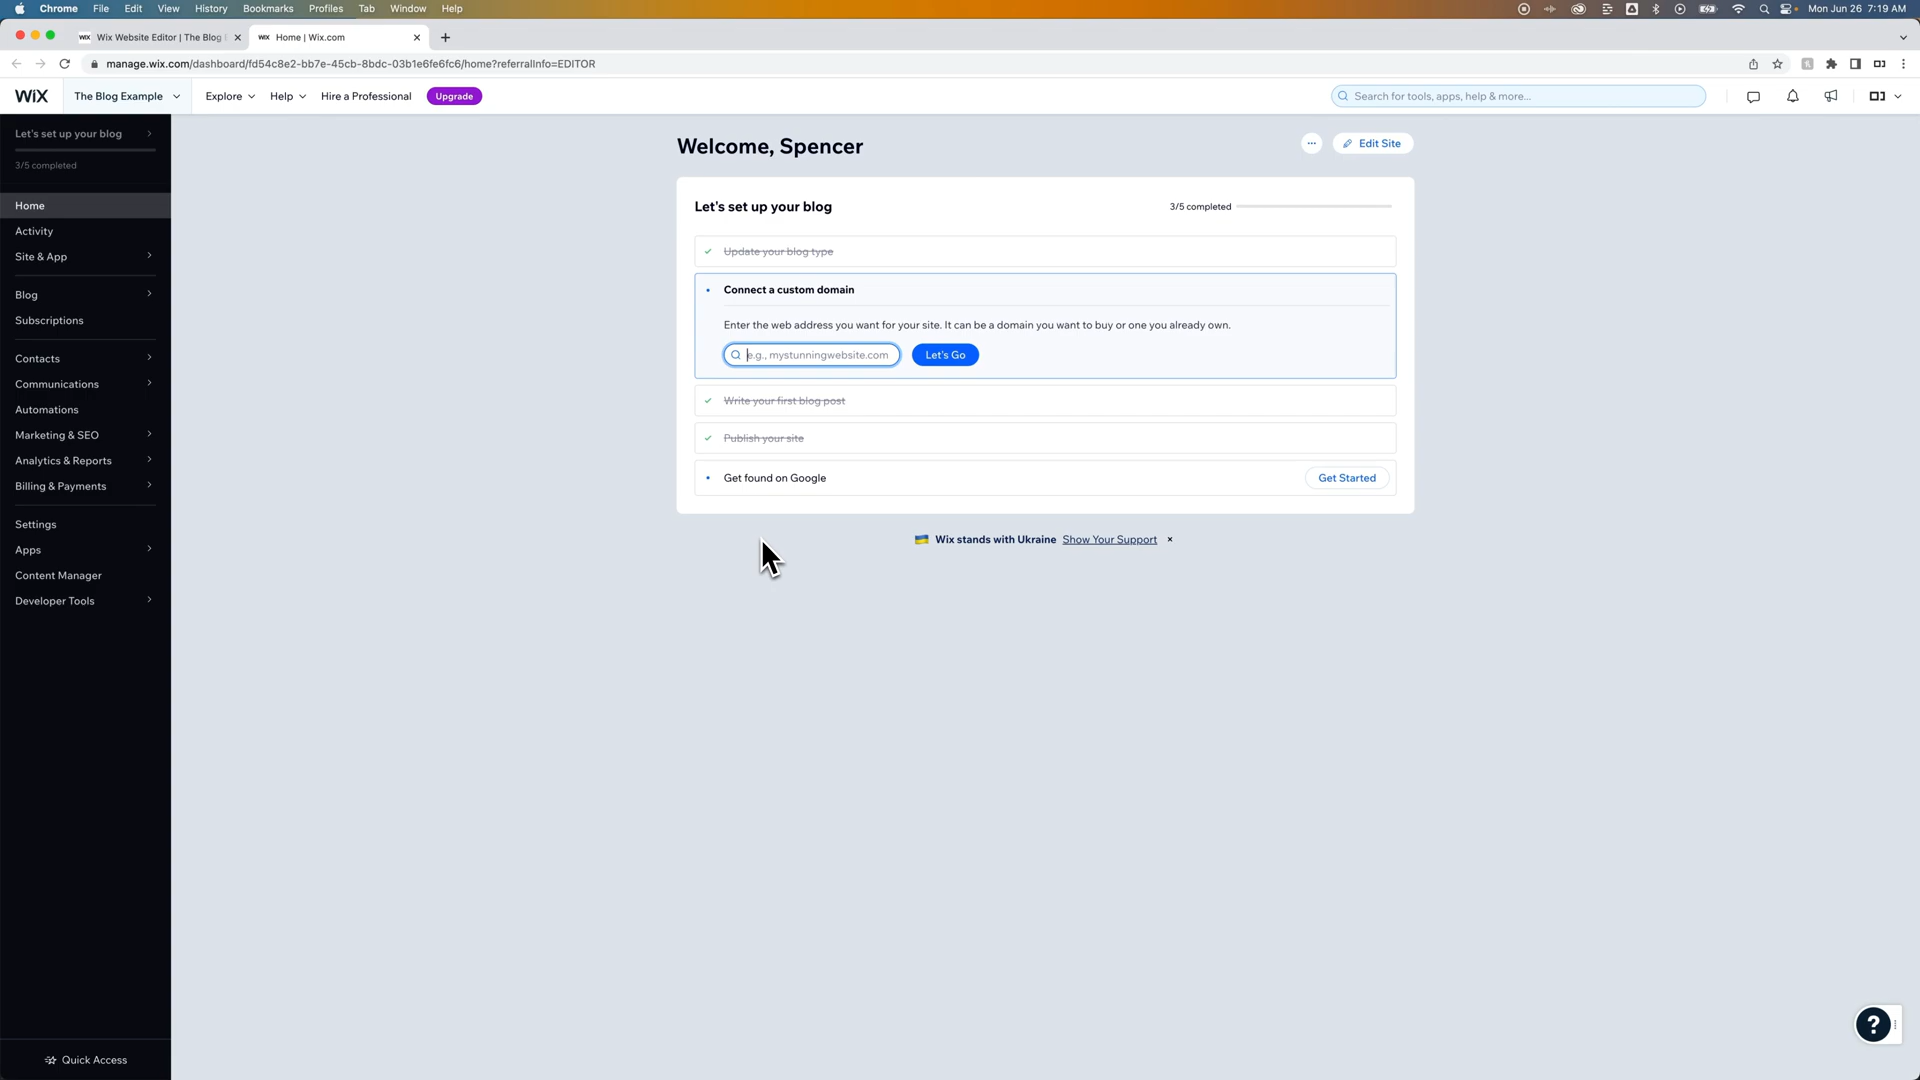 Chrome File Edit View History Bookmarks Profiles Tab Window Help Mon Jun 26 7:19 AM
WiX Wix Website Editor | The Blog WiX Home | Wix.com
manage.wix.com/dashboard/fd54c8e2-bb7e-45cb-8bdc-03b1e6fe6fc6/home?referralInfo=EDITOR
WiX The Blog Example Explore Help Hire a Professional Upgrade Search for tools, apps, help & more...
Let's set up your blog
3/5 completed
Home
Activity
Site & App
Blog
Subscriptions
Contacts
Communications
Automations
Marketing & SEO
Analytics & Reports
Billing & Payments
Settings
Apps
Content Manager
Developer Tools
Quick Access
Welcome, Spencer
Edit Site
Let's set up your blog 3/5 completed
Update your blog type
Connect a custom domain
Enter the web address you want for your site. It can be a domain you want to buy or one you already own.
e.g., mystunningwebsite.com Let's Go
Write your first blog post
Publish your site
Get found on Google Get Started
Wix stands with Ukraine Show Your Support
?